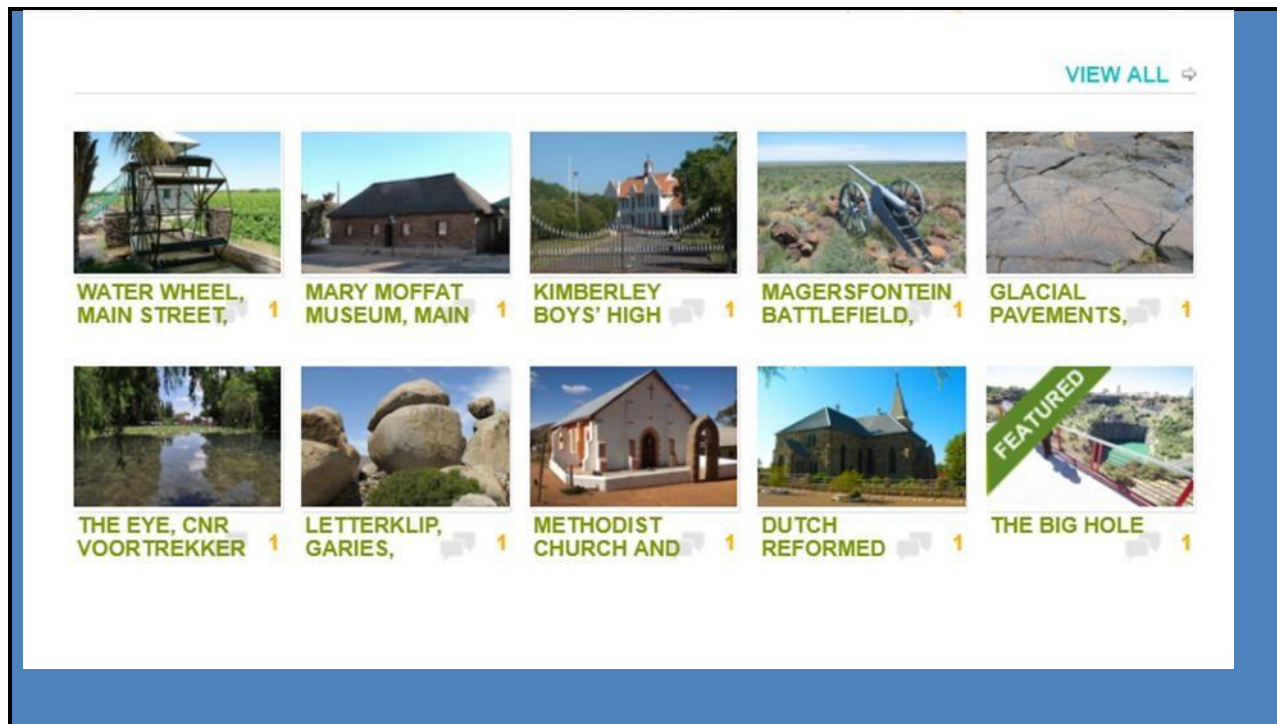 VIEW ALL
WATER WHEEL,
MAIN STREET,
1
MARY MOFFAT
MUSEUM, MAIN
1
KIMBERLEY
BOYS' HIGH
1
MAGERSFONTEIN
BATTLEFIELD,
1
GLACIAL
PAVEMENTS,
1
THE EYE, CNR
VOORTREKKER
1
LETTERKLIP,
GARIES,
1
METHODIST
CHURCH AND
1
DUTCH
REFORMED
1
FEATURED
THE BIG HOLE
1